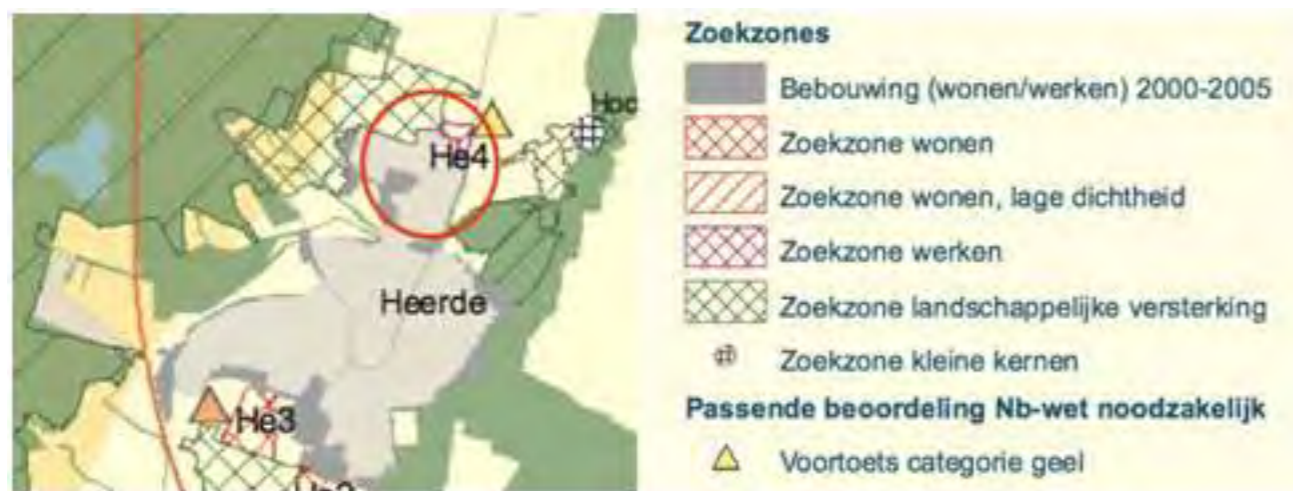 Hoo
He4
Heerde
He3
Zoekzones
Bebouwing (wonen/werken) 2000-2005
Zoekzone wonen
Zoekzone wonen, lage dichtheid
Zoekzone werken
Zoekzone landschappelijke versterking
Zoekzone kleine kernen
Passende beoordeling Nb-wet noodzakelijk
Voortoets categorie geel